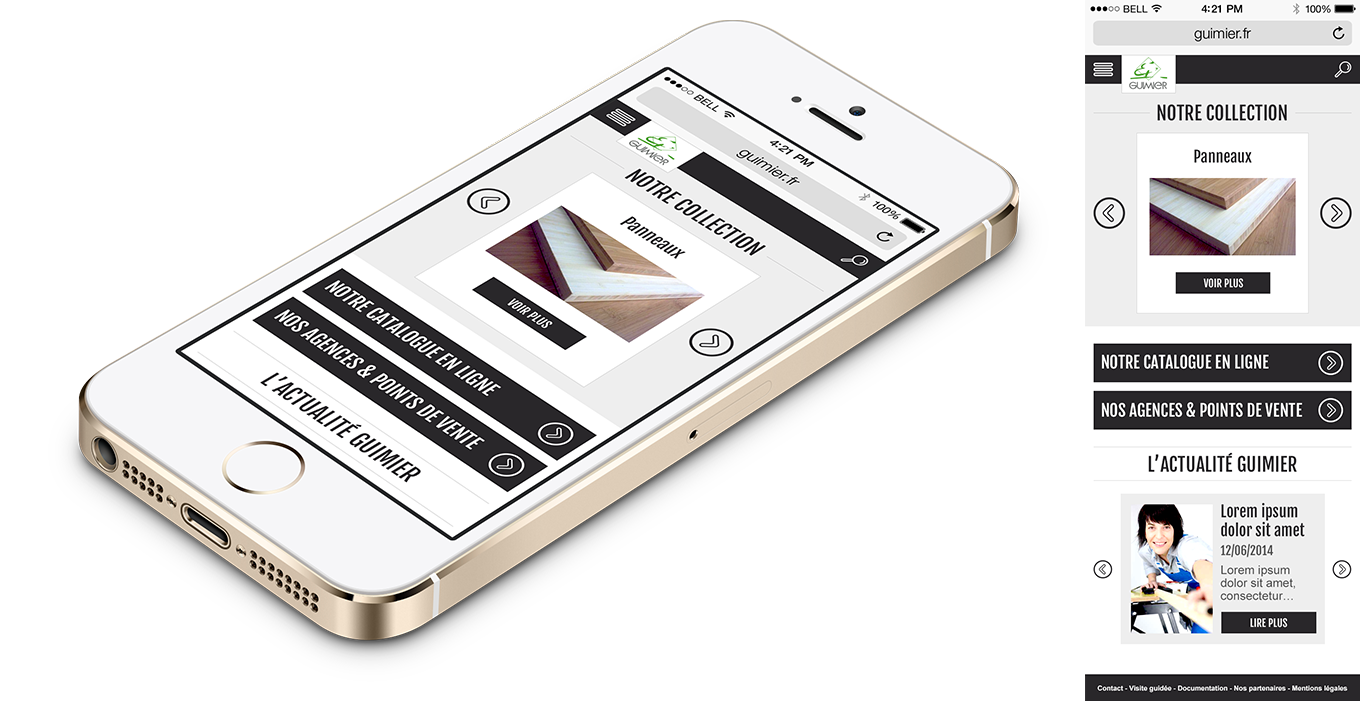 BELL
4:21 PM
100%
guimier.fr
GUIMIER
NOTRE COLLECTION
Panneaux
VOIR PLUS
NOTRE CATALOGUE EN LIGNE
NOS AGENCES & POINTS DE VENTE
L’ACTUALITÉ GUIMIER
BELL 4:21 PM 100%
guimier.fr
GUIMIER
NOTRE COLLECTION
Panneaux
VOIR PLUS
NOTRE CATALOGUE EN LIGNE
NOS AGENCES & POINTS DE VENTE
L’ACTUALITÉ GUIMIER
Lorem ipsum
dolor sit amet
12/06/2014
Lorem ipsum
dolor sit amet,
consectetur...
LIRE PLUS
Contact - Visite guidée - Documentation - Nos partenaires - Mentions légales